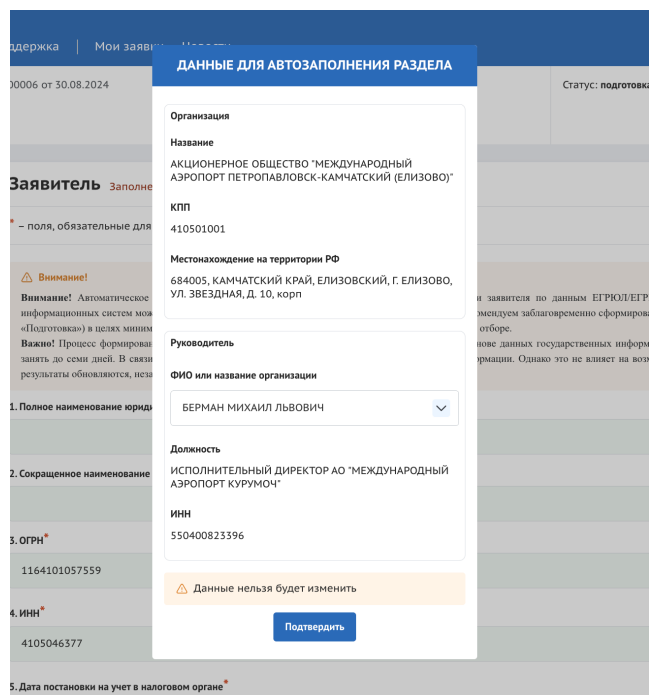 ддержка
Мои заявки
ДАННЫЕ ДЛЯ АВТОЗАПОЛНЕНИЯ РАЗДЕЛА
00006 от 30.08.2024
Статус: подготовка
Организация
Название
АКЦИОНЕРНОЕ ОБЩЕСТВО "МЕЖДУНАРОДНЫЙ
АЭРОПОРТ ПЕТРОПАВЛОВСК-КАМЧАТСКИЙ (ЕЛИЗОВО)"
КПП
410501001
Местонахождение на территории РФ
684005, КАМЧАТСКИЙ КРАЙ, ЕЛИЗОВСКИЙ, Г. ЕЛИЗОВО,
УЛ. ЗВЕЗДНАЯ, Д. 10, корп
Руководитель
ФИО или название организации
БЕРМАН МИХАИЛ ЛЬВОВИЧ
Должность
ИСПОЛНИТЕЛЬНЫЙ ДИРЕКТОР АО "МЕЖДУНАРОДНЫЙ
АЭРОПОРТ КУРУМОЧ"
ИНН
550400823396
Данные нельзя будет изменить
Подтвердить
Заявитель Заполне
* – поля, обязательные для
Внимание!
Внимание! Автоматическое и заявителя по данным ЕГРЮЛ/ЕГР
информационных систем мож омендуем заблаговременно сформирова
«Подготовка») в целях миним отборе.
Важно! Процесс формирован нове данных государственных информ
занять до семи дней. В связи ормации. Однако это не влияет на возм
результаты обновляются, неза
1. Полное наименование юриди
2. Сокращенное наименование
3. ОГРН*
1164101057559
4. ИНН*
4105046377
5. Дата постановки на учет в налоговом органе*